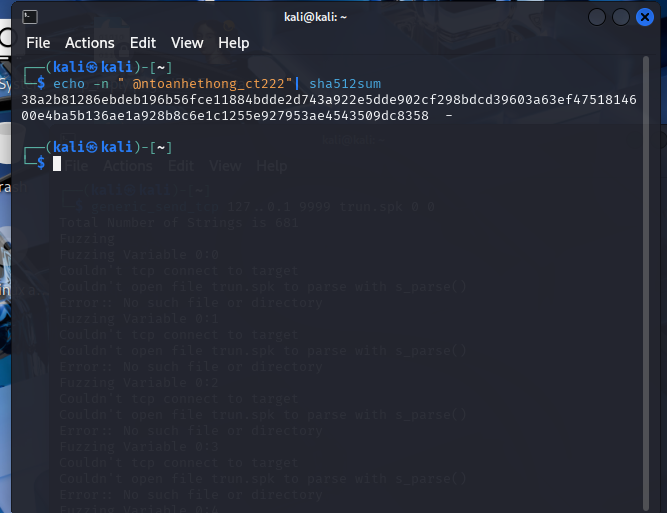 kali@kali: ~
File Actions Edit View Help
┌──(kali㉿kali)-[~]
└─$ echo -n " @ntoanhethong_ct222"| sha512sum
38a2b81286ebdeb196b56fce11884bdde2d743a922e5dde902cf298bdcd39603a63ef47518146
00e4ba5b136ae1a928b8c6e1c1255e927953ae4543509dc8358  -
┌──(kali㉿kali)-[~]
└─$
File Actions Edit View Help
127.0.1 9999 trun.spk 0 0
Total Number of Strings is 681
Fuzzing
Fuzzing Variable 0:0
Couldn't tcp connect to target
Couldn't open file trun.spk to parse with s_parse()
Error:: No such file or directory
Fuzzing Variable 0:1
Couldn't tcp connect to target
Couldn't open file trun.spk to parse with s_parse()
Error:: No such file or directory
Fuzzing Variable 0:2
Couldn't tcp connect to target
Couldn't open file trun.spk to parse with s_parse()
Error:: No such file or directory
Fuzzing Variable 0:3
Couldn't tcp connect to target
Couldn't open file trun.spk to parse with s_parse()
Error:: No such file or directory